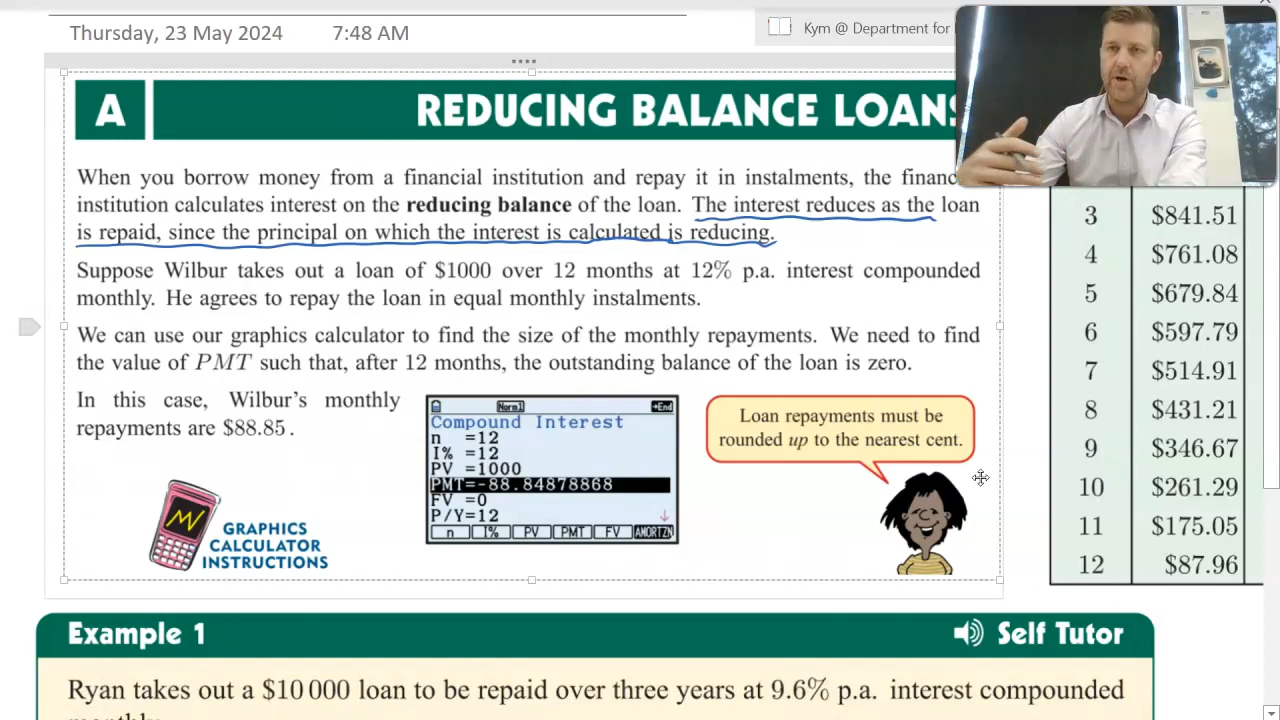 Thursday, 23 May 2024 7:48 AM
Kym @ Department for
A REDUCING BALANCE LOANS
When you borrow money from a financial institution and repay it in instalments, the
institution calculates interest on the reducing balance of the loan. The interest reduces as the loan
is repaid, since the principal on which the interest is calculated is reducing.
Suppose Wilbur takes out a loan of $1000 over 12 months at 12% p.a. interest compounded
monthly. He agrees to repay the loan in equal monthly instalments.
We can use our graphics calculator to find the size of the monthly repayments. We need to find
the value of PMT such that, after 12 months, the outstanding balance of the loan is zero.
In this case, Wilbur's monthly
repayments are $88.85.
GRAPHICS
CALCULATOR
INSTRUCTIONS
Norm1 End
Compound Interest
n =12
I% =12
PV =1000
PMT=-88.84878868
FV =0
P/Y=12
n I% PV PMT FV AMORTZN
Loan repayments must be
rounded up to the nearest cent.
3 $841.51
4 $761.08
5 $679.84
6 $597.79
7 $514.91
8 $431.21
9 $346.67
10 $261.29
11 $175.05
12 $87.96
Example 1 Self Tutor
Ryan takes out a $10 000 loan to be repaid over three years at 9.6% p.a. interest compounded